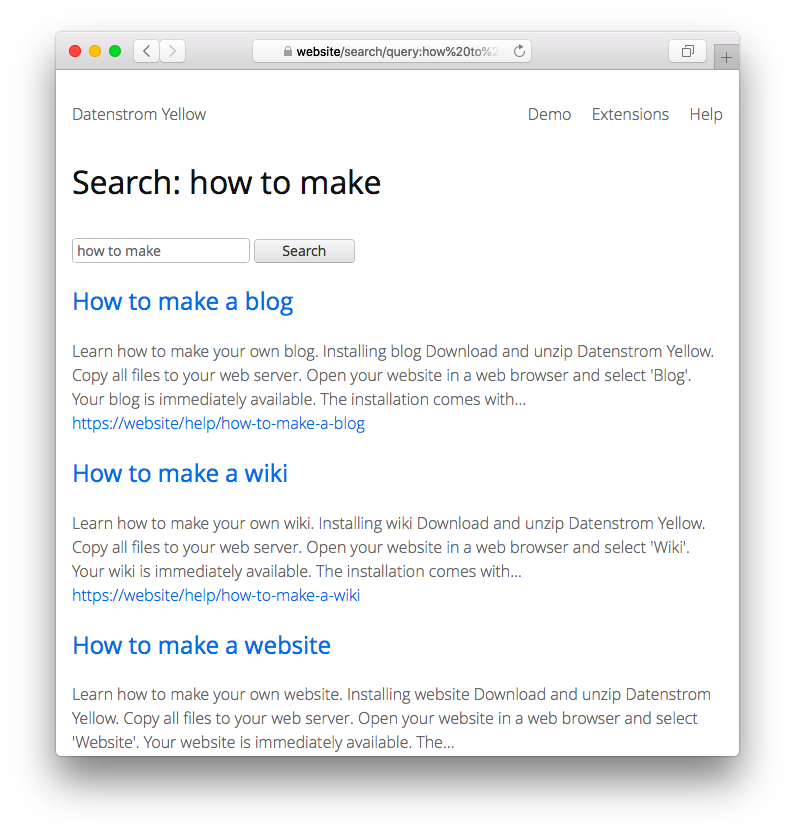 website/search/query:how%20to%2
Datenstrom Yellow
Demo Extensions Help
Search: how to make
how to make Search
How to make a blog
Learn how to make your own blog. Installing blog Download and unzip Datenstrom Yellow.
Copy all files to your web server. Open your website in a web browser and select 'Blog'.
Your blog is immediately available. The installation comes with...
https://website/help/how-to-make-a-blog
How to make a wiki
Learn how to make your own wiki. Installing wiki Download and unzip Datenstrom Yellow.
Copy all files to your web server. Open your website in a web browser and select 'Wiki'.
Your wiki is immediately available. The installation comes with...
https://website/help/how-to-make-a-wiki
How to make a website
Learn how to make your own website. Installing website Download and unzip Datenstrom
Yellow. Copy all files to your web server. Open your website in a web browser and select
'Website'. Your website is immediately available. The...